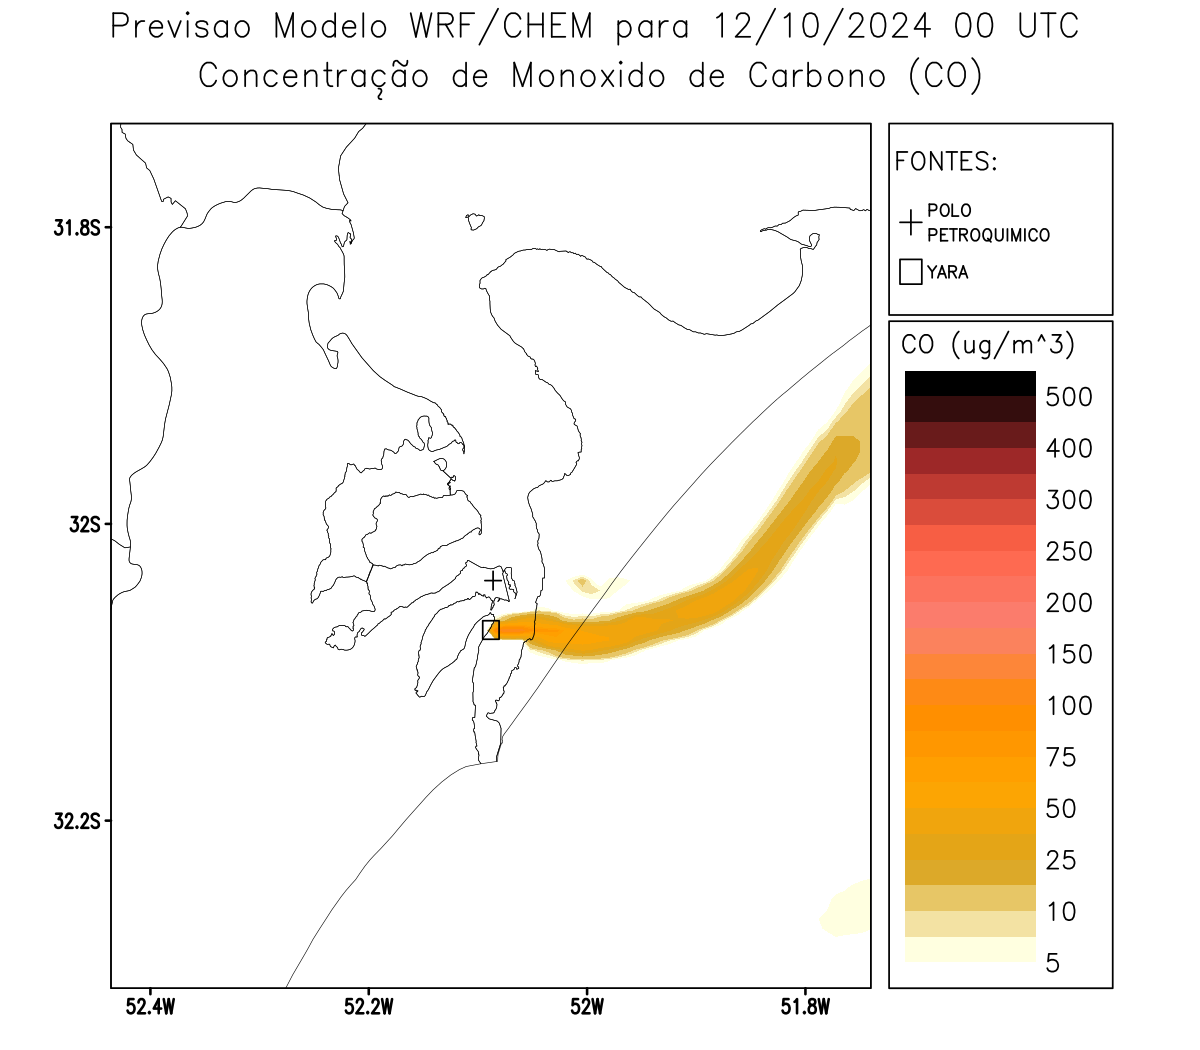 Previsao Modelo WRF/CHEM para 12/10/2024 00 UTC
Concentração de Monoxido de Carbono (CO)
FONTES:
POLO
PETROQUIMICO
YARA
CO (ug/m^3)
500
400
300
250
200
150
100
75
50
25
10
5
31.8S
32S
32.2S
52.4W
52.2W
52W
51.8W